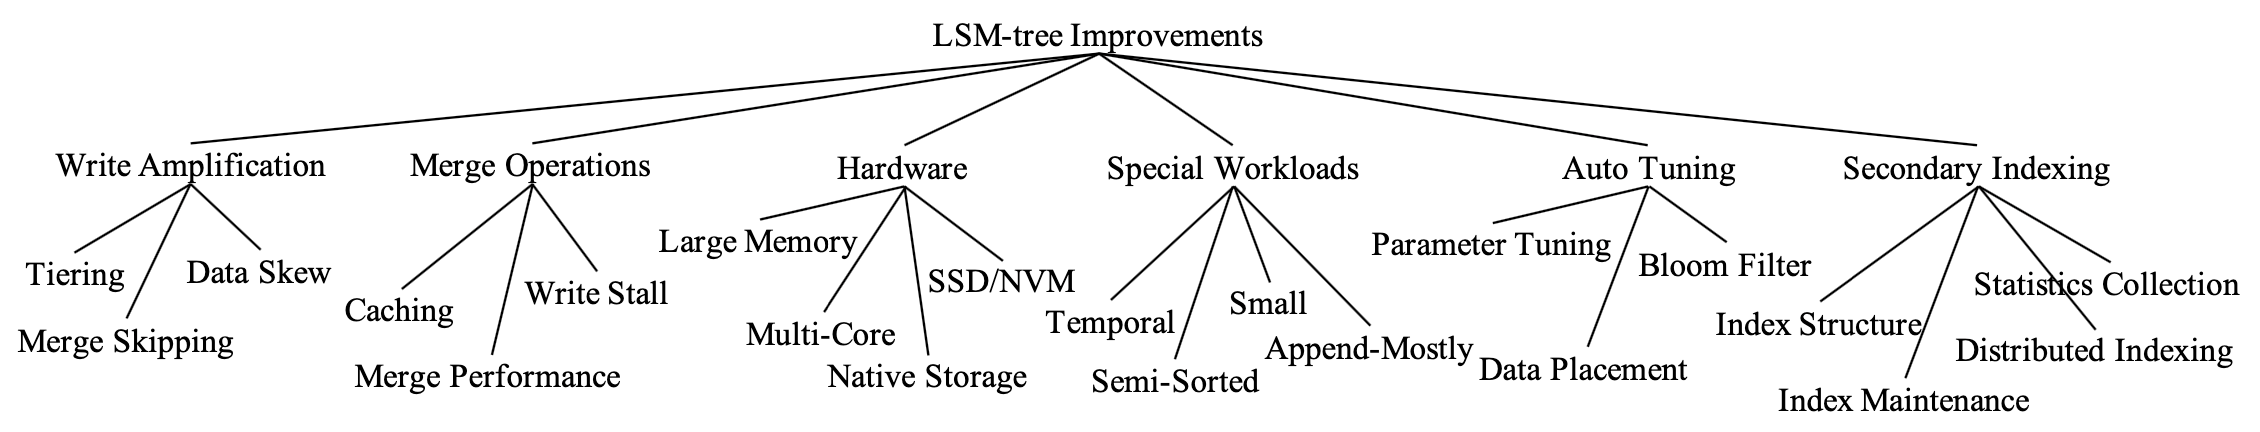 LSM-tree Improvements
Write Amplification
Tiering
Merge Skipping
Data Skew
Merge Operations
Caching
Merge Performance
Write Stall
Hardware
Large Memory
Multi-Core
Native Storage
SSD/NVM
Special Workloads
Temporal
Semi-Sorted
Small
Append-Mostly
Auto Tuning
Parameter Tuning
Data Placement
Bloom Filter
Secondary Indexing
Index Structure
Index Maintenance
Distributed Indexing
Statistics Collection